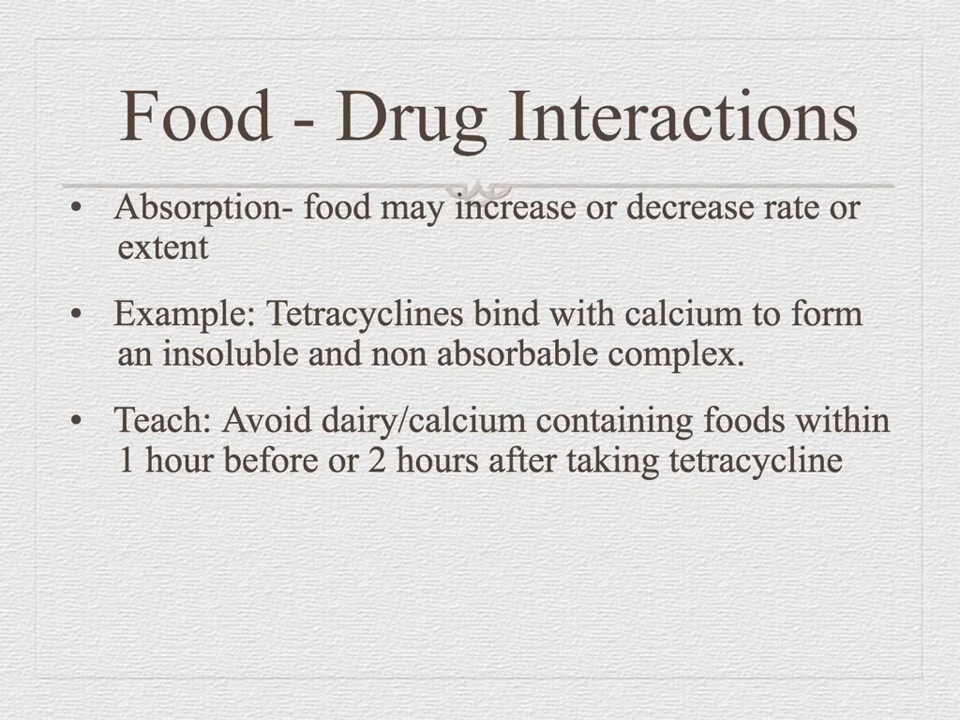 Food - Drug Interactions
• Absorption- food may increase or decrease rate or
extent
• Example: Tetracyclines bind with calcium to form
an insoluble and non absorbable complex.
• Teach: Avoid dairy/calcium containing foods within
1 hour before or 2 hours after taking tetracycline